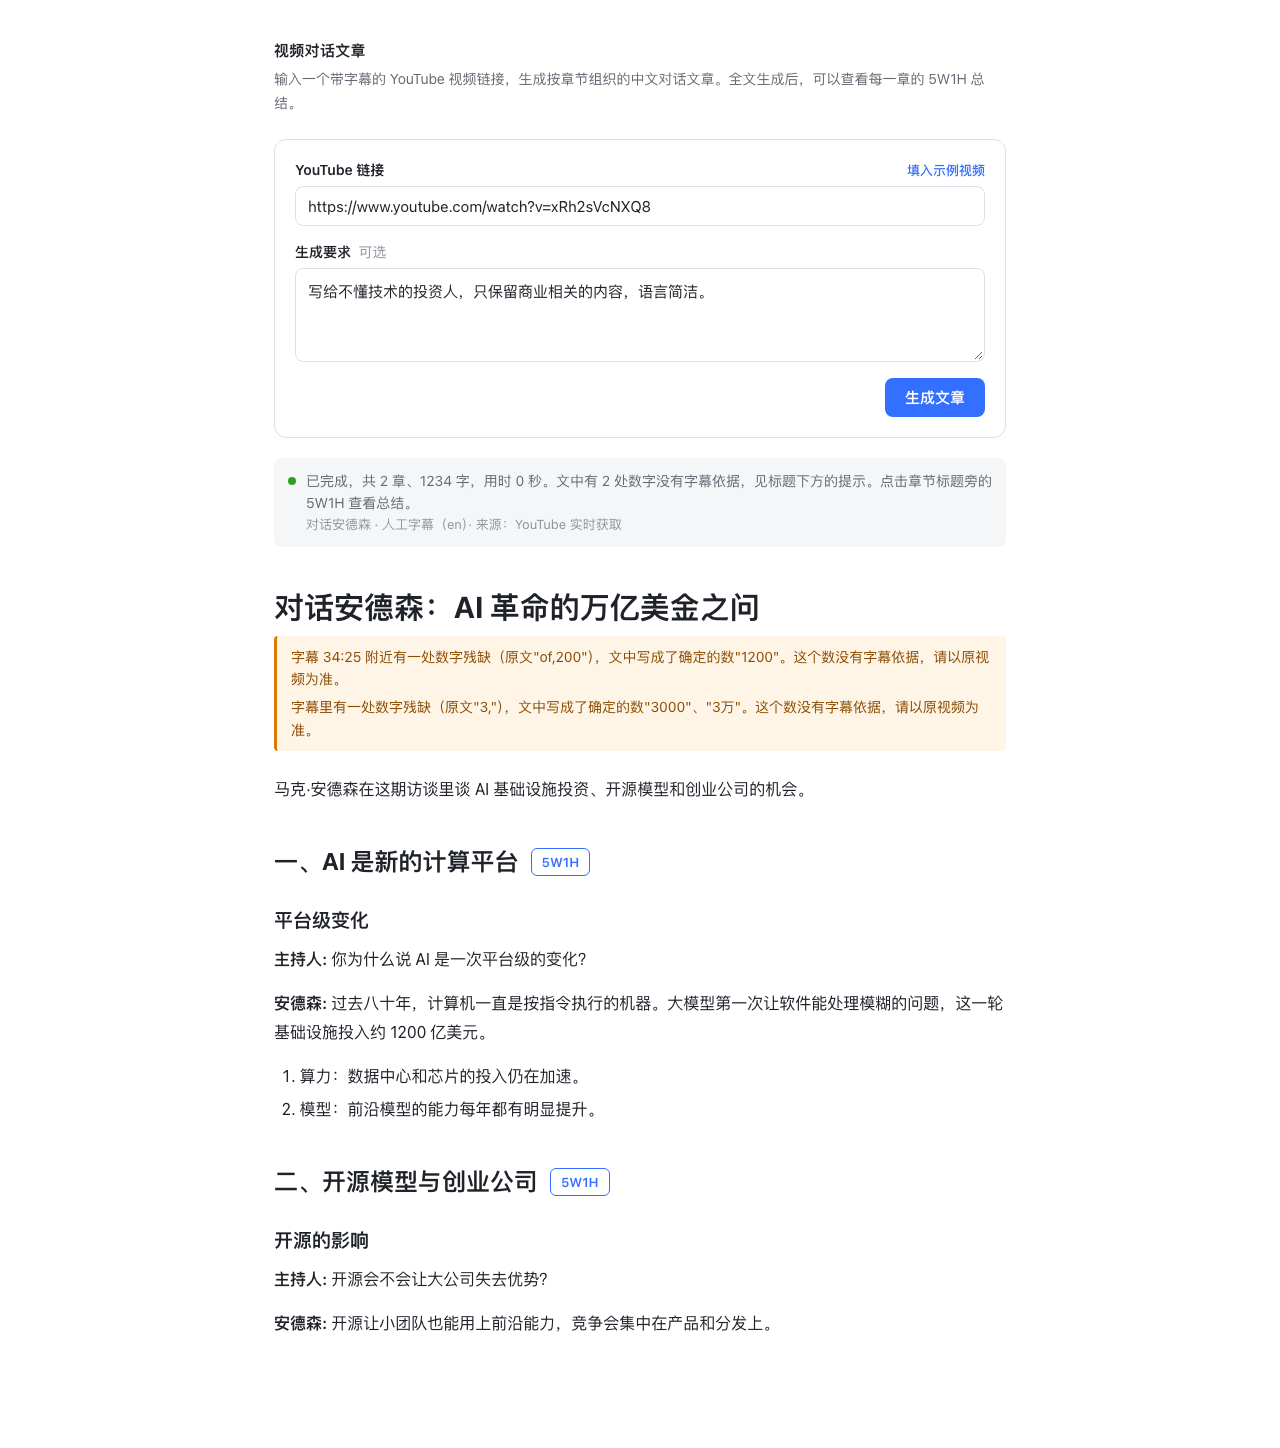 视频对话文章
输入一个带字幕的 YouTube 视频链接，生成按章节组织的中文对话文章。全文生成后，可以查看每一章的 5W1H 总
结。
YouTube 链接
填入示例视频
https://www.youtube.com/watch?v=xRh2sVcNXQ8
生成要求 可选
写给不懂技术的投资人，只保留商业相关的内容，语言简洁。
生成文章
已完成，共 2 章、1234 字，用时 0 秒。文中有 2 处数字没有字幕依据，见标题下方的提示。点击章节标题旁的
5W1H 查看总结。
对话安德森 · 人工字幕（en）· 来源：YouTube 实时获取
对话安德森：AI 革命的万亿美金之问
字幕 34:25 附近有一处数字残缺（原文"of,200"），文中写成了确定的数"1200"。这个数没有字幕依据，请以原视
频为准。
字幕里有一处数字残缺（原文"3,"），文中写成了确定的数"3000"、"3万"。这个数没有字幕依据，请以原视频为
准。
马克·安德森在这期访谈里谈 AI 基础设施投资、开源模型和创业公司的机会。
一、AI 是新的计算平台 5W1H
平台级变化
主持人: 你为什么说 AI 是一次平台级的变化?
安德森: 过去八十年，计算机一直是按指令执行的机器。大模型第一次让软件能处理模糊的问题，这一轮
基础设施投入约 1200 亿美元。
1. 算力：数据中心和芯片的投入仍在加速。
2. 模型：前沿模型的能力每年都有明显提升。
二、开源模型与创业公司 5W1H
开源的影响
主持人: 开源会不会让大公司失去优势?
安德森: 开源让小团队也能用上前沿能力，竞争会集中在产品和分发上。